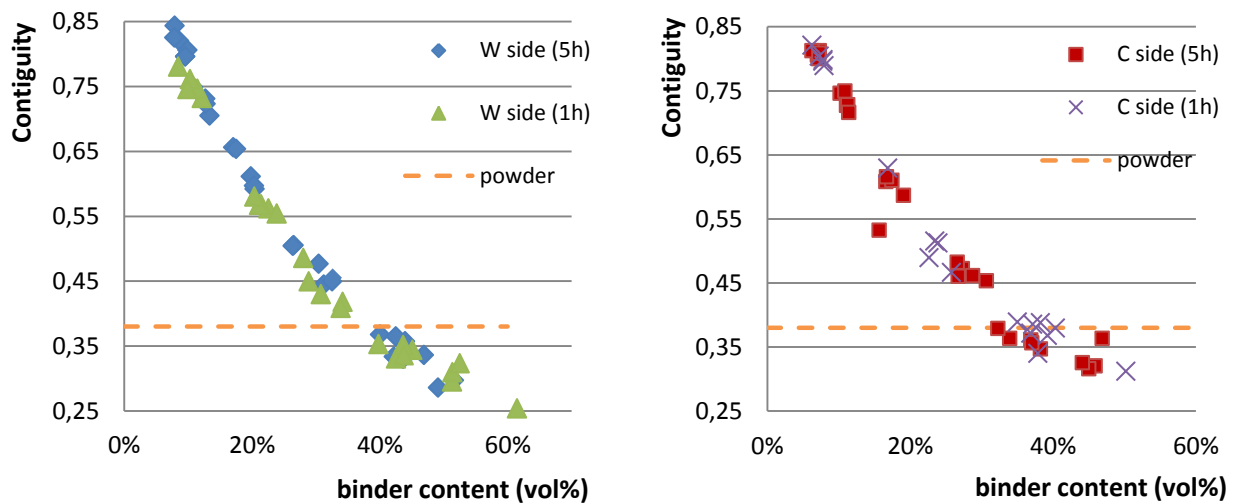 Contiguity
0,85
0,75
0,65
0,55
0,45
0,35
0,25
0%
20%
40%
60%
binder content (vol%)
W side (5h)
W side (1h)
powder
Contiguity
0,85
0,75
0,65
0,55
0,45
0,35
0,25
0%
20%
40%
60%
binder content (vol%)
C side (5h)
C side (1h)
powder